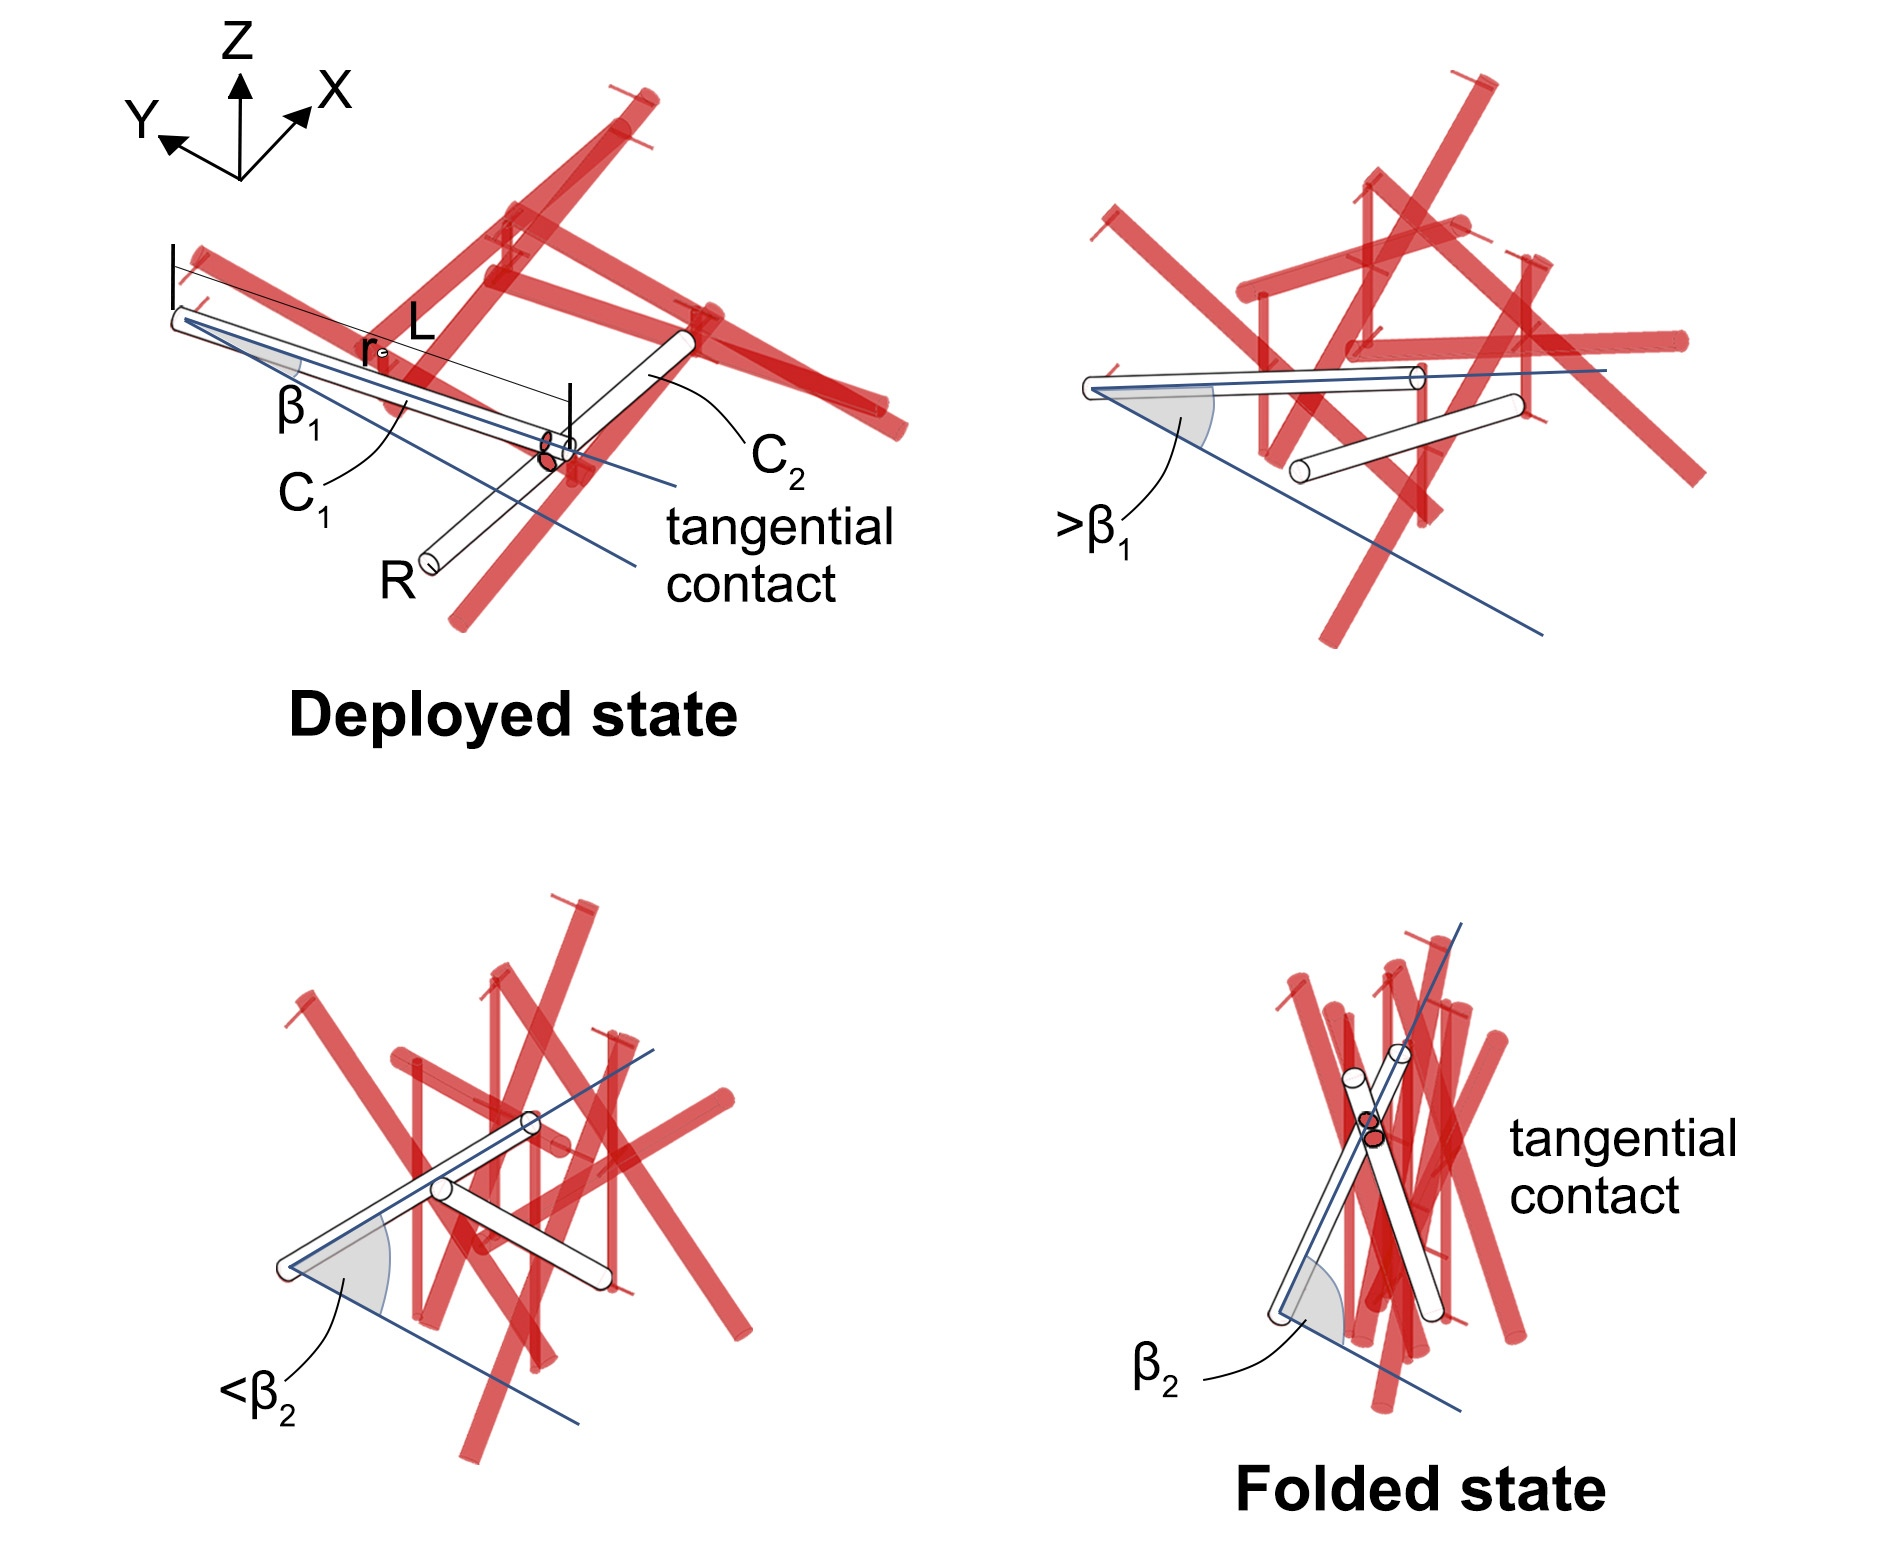 Z
X
Y
L
r
β1
C1
C2
R
tangential
contact
Deployed state
>β1
<β2
tangential
contact
β2
Folded state